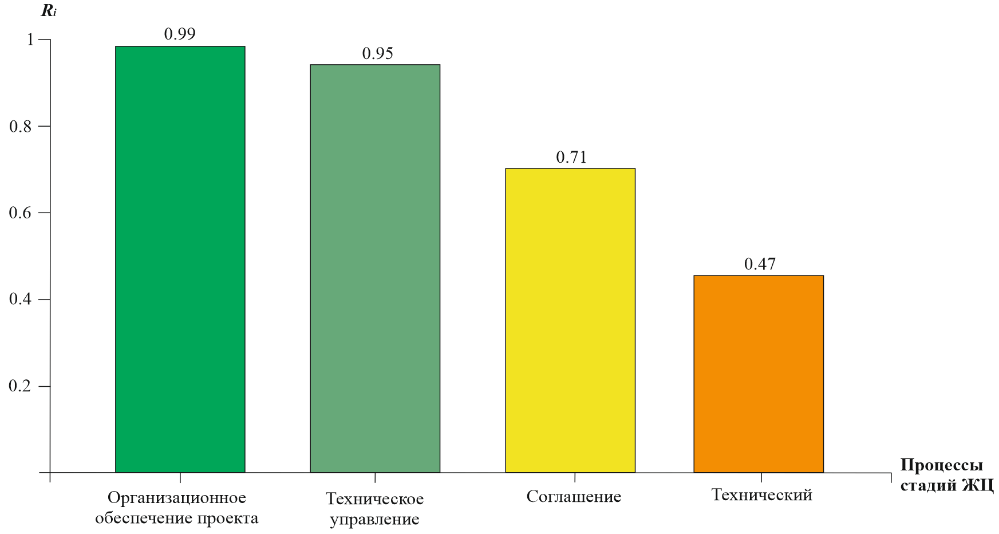 Ri
1
0.8
0.6
0.4
0.2
0.99
0.95
0.71
0.47
Организационное
обеспечение проекта
Техническое
управление
Соглашение
Технический
Процессы
стадий ЖЦ